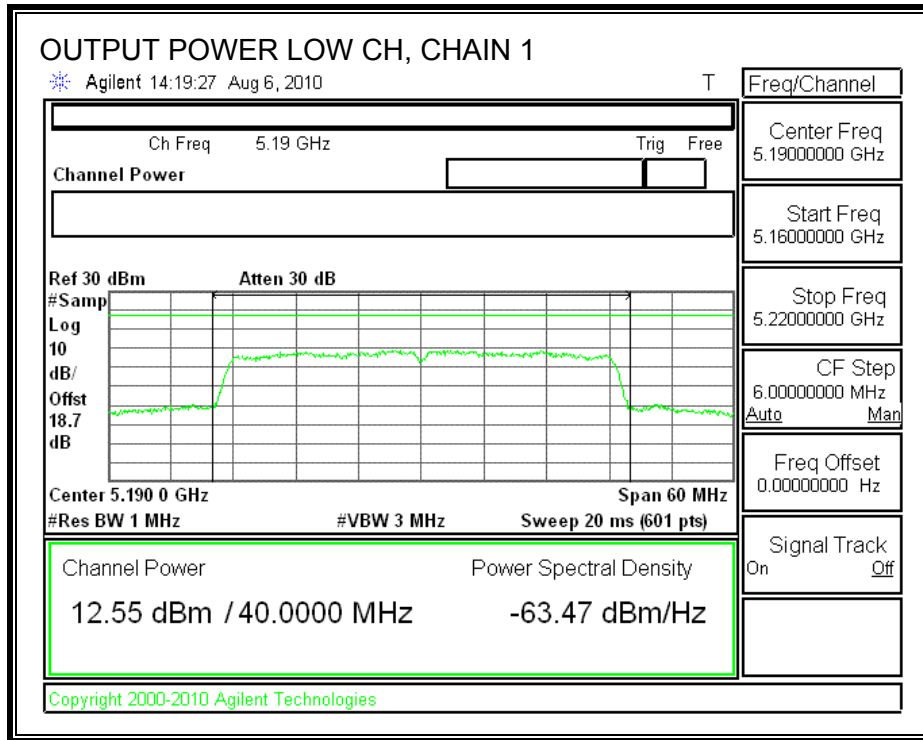 OUTPUT POWER LOW CH, CHAIN 1
Agilent 14:19:27 Aug 6, 2010 T
Freq/Channel
Ch Freq 5.19 GHz Trig Free
Channel Power
Center Freq
5.19000000 GHz
Start Freq
5.16000000 GHz
Stop Freq
5.22000000 GHz
CF Step
6.00000000 MHz
Auto Man
Freq Offset
0.00000000 Hz
Signal Track
On Off
Ref 30 dBm Atten 30 dB
#Samp
Log
10
dB/
Offst
18.7
dB
Center 5.190 0 GHz Span 60 MHz
#Res BW 1 MHz #VBW 3 MHz Sweep 20 ms (601 pts)
Channel Power Power Spectral Density
12.55 dBm / 40.0000 MHz -63.47 dBm/Hz
Copyright 2000-2010 Agilent Technologies